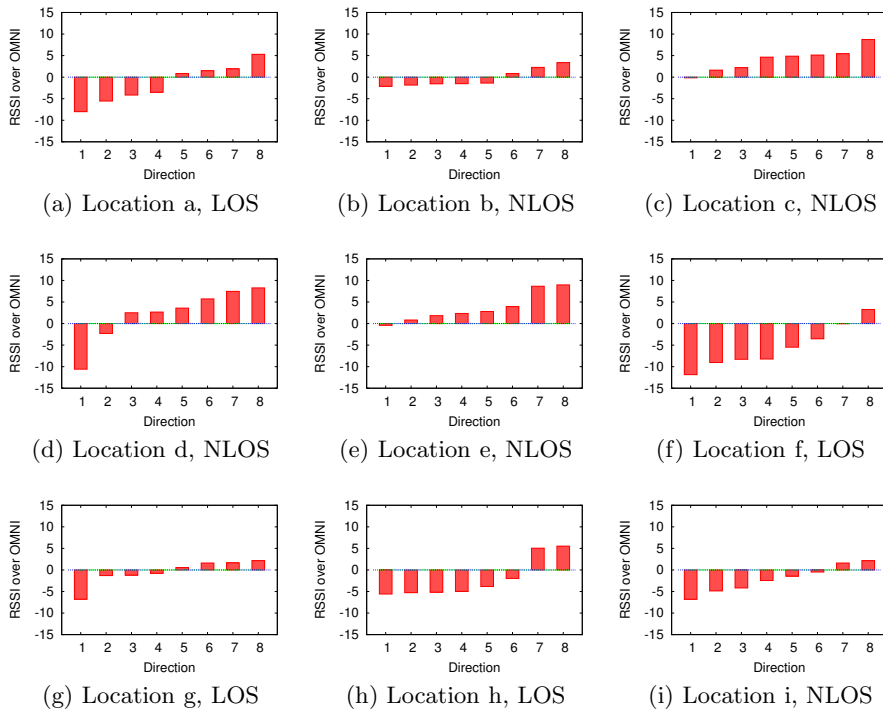 RSSI over OMNI
15
10
5
0
-5
-10
-15
1 2 3 4 5 6 7 8
Direction
(a) Location a, LOS
RSSI over OMNI
15
10
5
0
-5
-10
-15
1 2 3 4 5 6 7 8
Direction
(b) Location b, NLOS
RSSI over OMNI
15
10
5
0
-5
-10
-15
1 2 3 4 5 6 7 8
Direction
(c) Location c, NLOS
RSSI over OMNI
15
10
5
0
-5
-10
-15
1 2 3 4 5 6 7 8
Direction
(d) Location d, NLOS
RSSI over OMNI
15
10
5
0
-5
-10
-15
1 2 3 4 5 6 7 8
Direction
(e) Location e, NLOS
RSSI over OMNI
15
10
5
0
-5
-10
-15
1 2 3 4 5 6 7 8
Direction
(f) Location f, LOS
RSSI over OMNI
15
10
5
0
-5
-10
-15
1 2 3 4 5 6 7 8
Direction
(g) Location g, LOS
RSSI over OMNI
15
10
5
0
-5
-10
-15
1 2 3 4 5 6 7 8
Direction
(h) Location h, LOS
RSSI over OMNI
15
10
5
0
-5
-10
-15
1 2 3 4 5 6 7 8
Direction
(i) Location i, NLOS